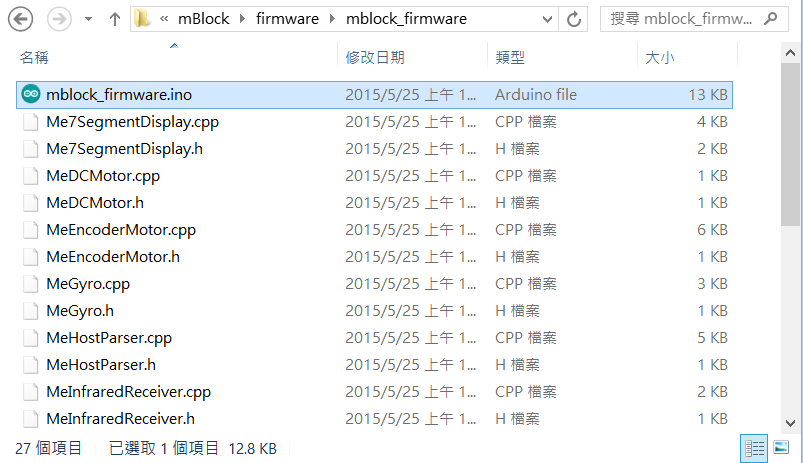 « mBlock firmware mblock_firmware 搜尋 mblock_firmw...
名稱 修改日期 類型 大小
mblock_firmware.ino 2015/5/25 上午 1... Arduino file 13 KB
Me7SegmentDisplay.cpp 2015/5/25 上午 1... CPP 檔案 4 KB
Me7SegmentDisplay.h 2015/5/25 上午 1... H 檔案 2 KB
MeDCMotor.cpp 2015/5/25 上午 1... CPP 檔案 1 KB
MeDCMotor.h 2015/5/25 上午 1... H 檔案 1 KB
MeEncoderMotor.cpp 2015/5/25 上午 1... CPP 檔案 6 KB
MeEncoderMotor.h 2015/5/25 上午 1... H 檔案 1 KB
MeGyro.cpp 2015/5/25 上午 1... CPP 檔案 3 KB
MeGyro.h 2015/5/25 上午 1... H 檔案 1 KB
MeHostParser.cpp 2015/5/25 上午 1... CPP 檔案 5 KB
MeHostParser.h 2015/5/25 上午 1... H 檔案 1 KB
MeInfraredReceiver.cpp 2015/5/25 上午 1... CPP 檔案 2 KB
MeInfraredReceiver.h 2015/5/25 上午 1... H 檔案 1 KB
27 個項目 已選取 1 個項目 12.8 KB